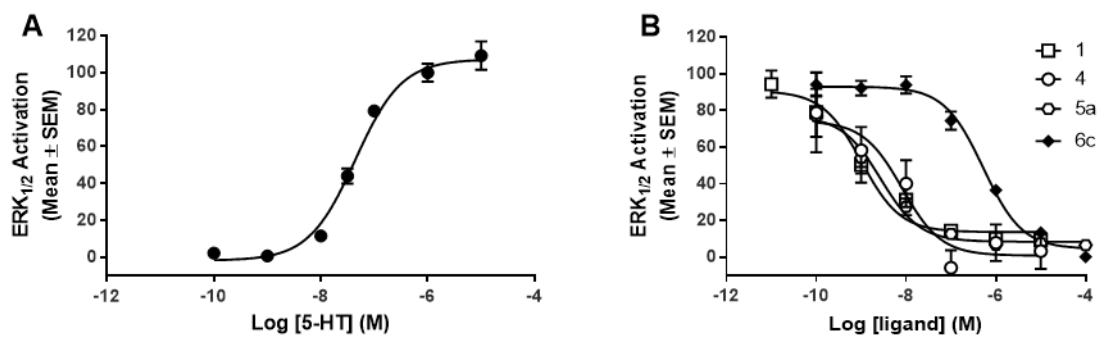 A
ERK1/2 Activation
(Mean ± SEM)
120
100
80
60
40
20
0
-12
-10
-8
-6
-4
Log [5-HT] (M)
B
ERK1/2 Activation
(Mean ± SEM)
120
100
80
60
40
20
0
-12
-10
-8
-6
-4
Log [ligand] (M)
1
4
5a
6c